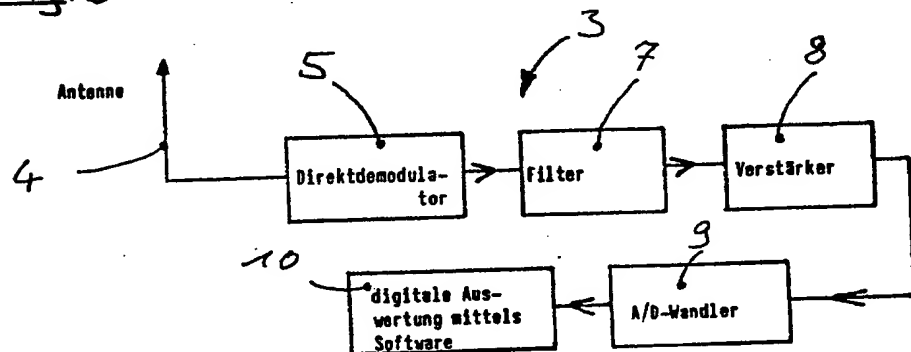 3
5
7
8
Antenne
4
Direktdemodula-
tor
Filter
Verstärker
10
9
digitale Aus-
wertung mittels
Software
A/D-Wandler